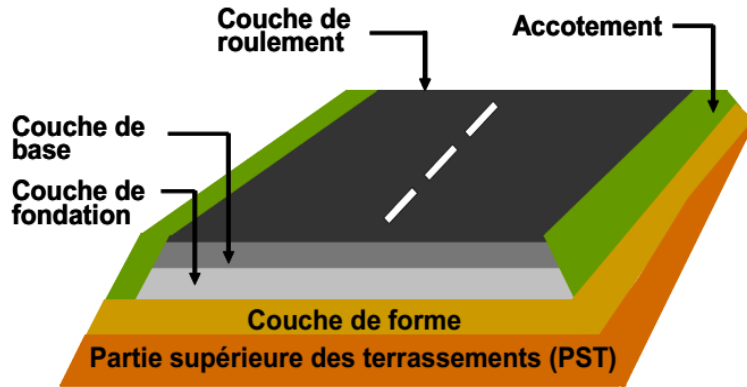 Couche de
roulement
Accotement
Couche de
base
Couche de
fondation
Couche de forme
Partie supérieure des terrassements (PST)